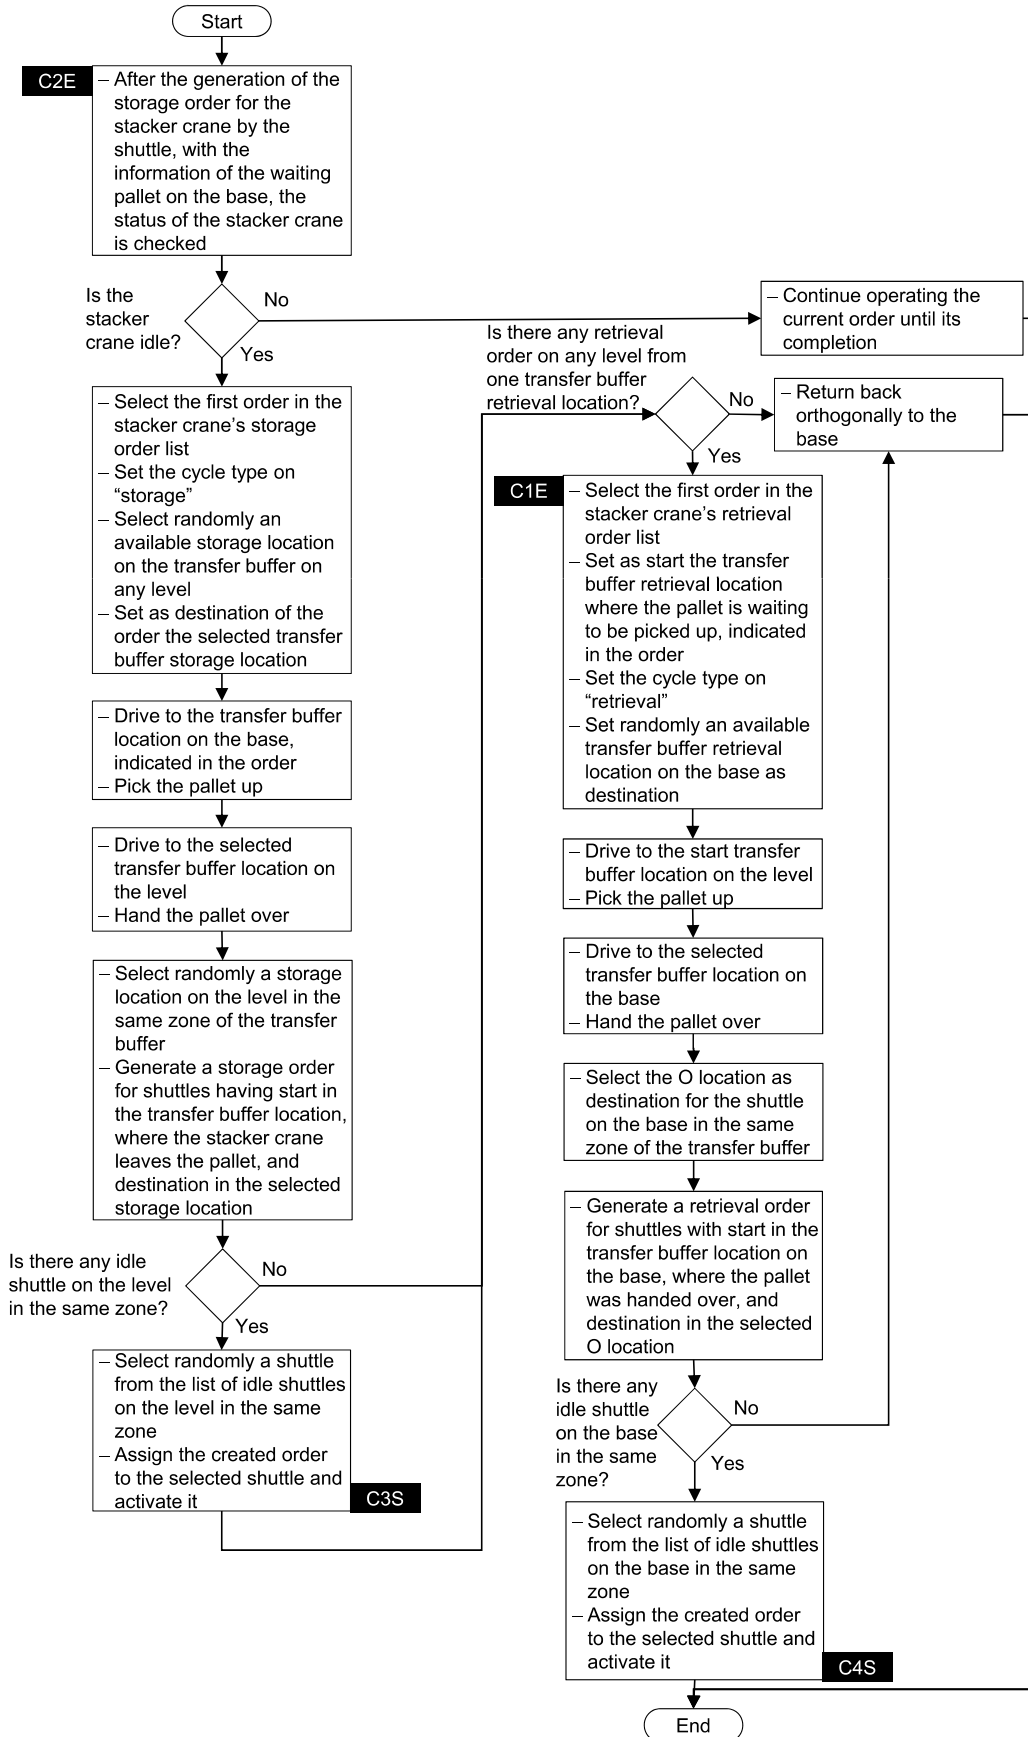 Start
C2E
– After the generation of the
storage order for the
stacker crane by the
shuttle, with the
information of the waiting
pallet on the base, the
status of the stacker crane
is checked
Is the
stacker
crane idle?
No
Yes
– Continue operating the
current order until its
completion
– Select the first order in the
stacker crane’s storage
order list
– Set the cycle type on
“storage”
– Select randomly an
available storage location
on the transfer buffer on
any level
– Set as destination of the
order the selected transfer
buffer storage location
– Drive to the transfer buffer
location on the base,
indicated in the order
– Pick the pallet up
– Drive to the selected
transfer buffer location on
the level
– Hand the pallet over
– Select randomly a storage
location on the level in the
same zone of the transfer
buffer
– Generate a storage order
for shuttles having start in
the transfer buffer location,
where the stacker crane
leaves the pallet, and
destination in the selected
storage location
Is there any idle
shuttle on the level
in the same zone?
No
Yes
– Select randomly a shuttle
from the list of idle shuttles
on the level in the same
zone
– Assign the created order
to the selected shuttle and
activate it
C3S
Is there any retrieval
order on any level from
one transfer buffer
retrieval location?
No
Yes
– Return back
orthogonally to the
base
C1E
– Select the first order in the
stacker crane’s retrieval
order list
– Set as start the transfer
buffer retrieval location
where the pallet is waiting
to be picked up, indicated
in the order
– Set the cycle type on
“retrieval”
– Set randomly an available
transfer buffer retrieval
location on the base as
destination
– Drive to the start transfer
buffer location on the level
– Pick the pallet up
– Drive to the selected
transfer buffer location on
the base
– Hand the pallet over
– Select the O location as
destination for the shuttle
on the base in the same
zone of the transfer buffer
– Generate a retrieval order
for shuttles with start in the
transfer buffer location on
the base, where the pallet
was handed over, and
destination in the selected
O location
Is there any
idle shuttle
on the base
in the same
zone?
No
Yes
– Select randomly a shuttle
from the list of idle shuttles
on the base in the same
zone
– Assign the created order
to the selected shuttle and
activate it
C4S
End